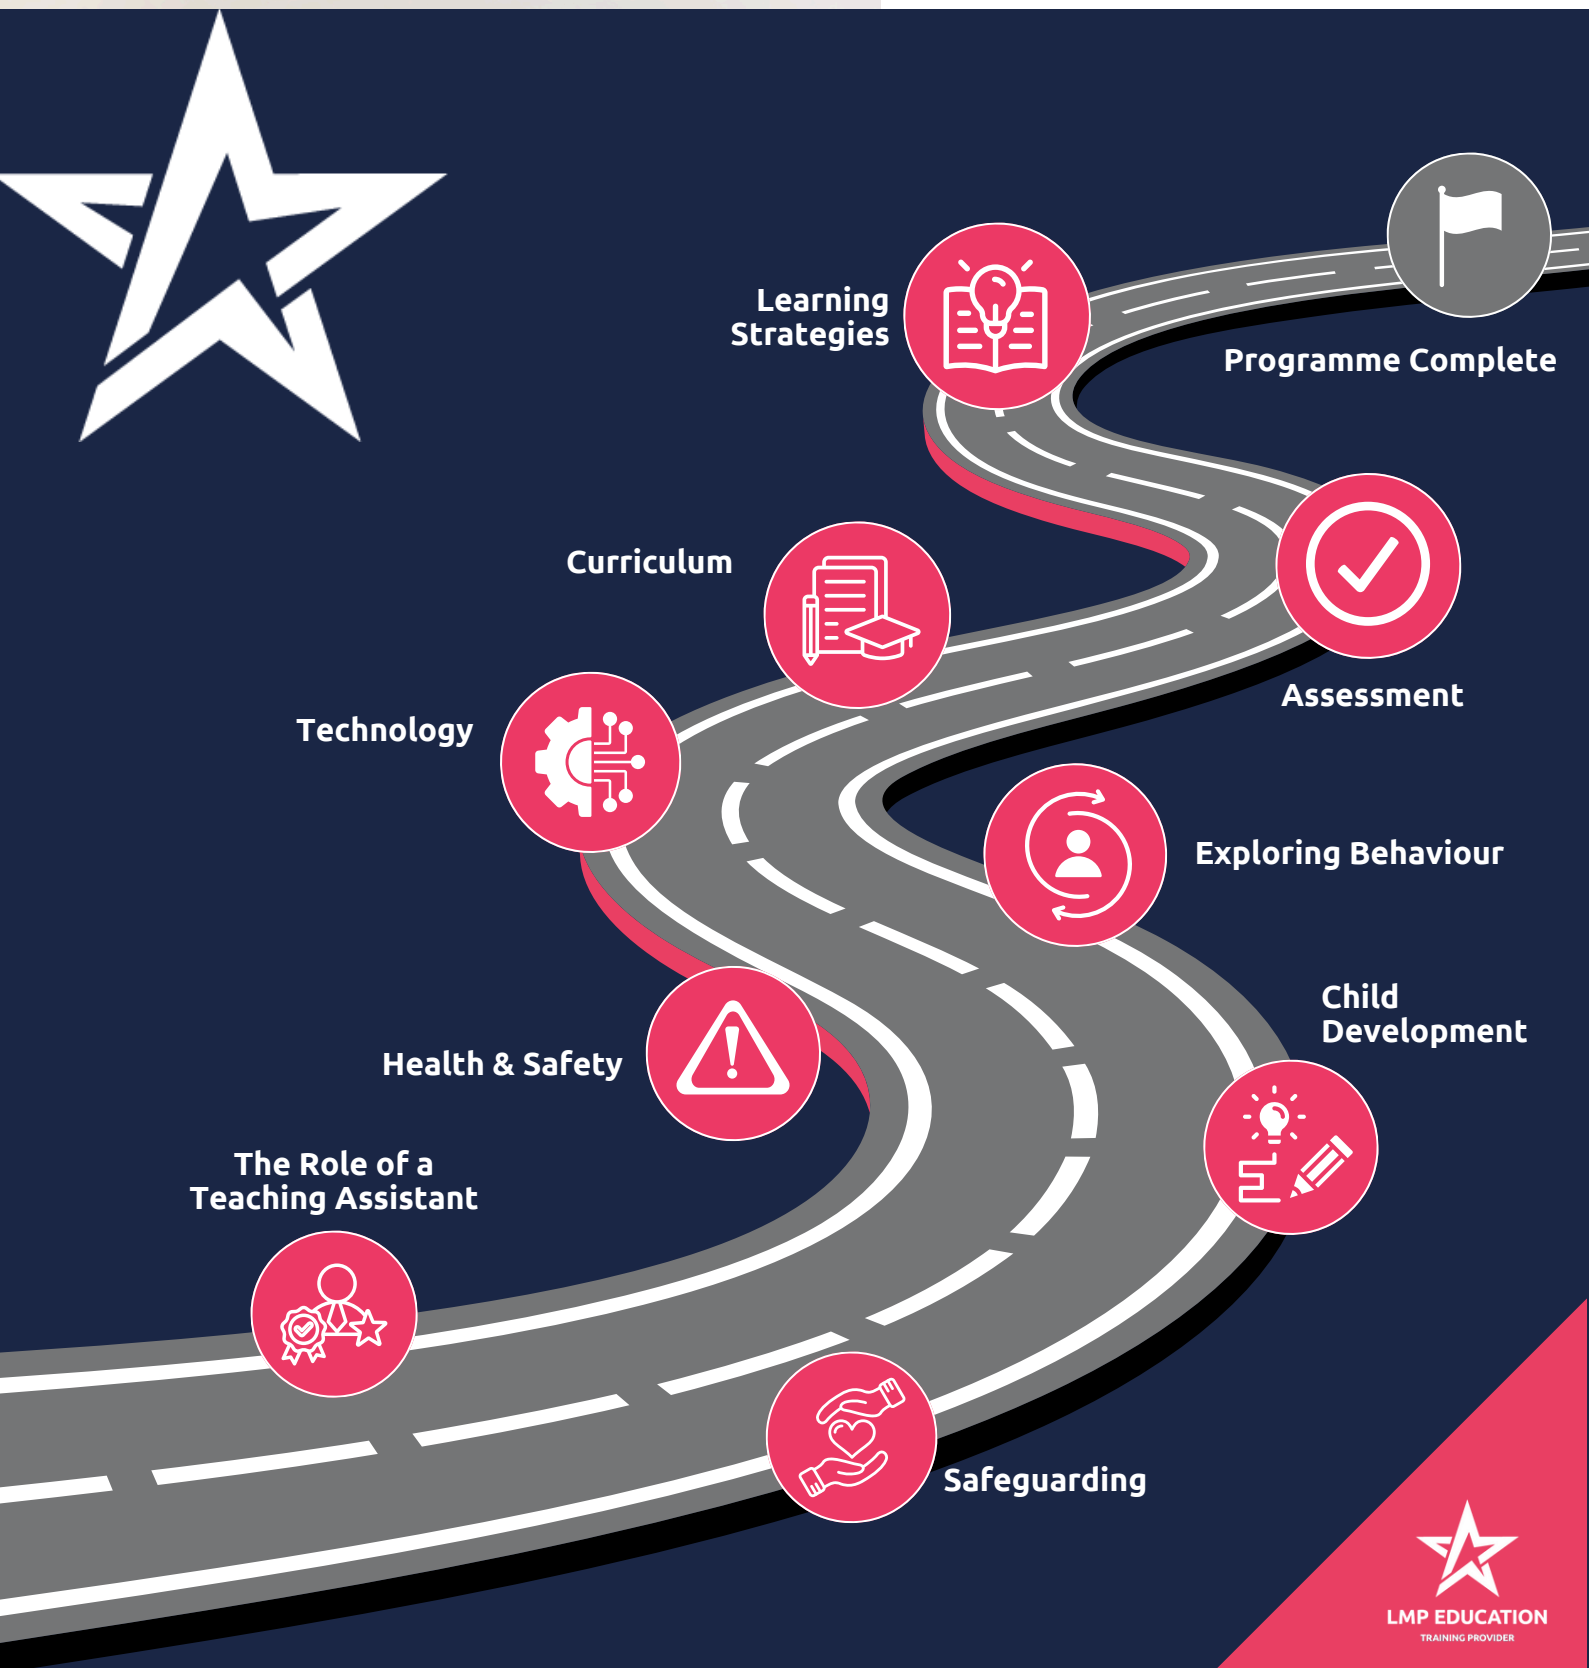 Learning
Strategies
Programme Complete
Curriculum
Assessment
Technology
Exploring Behaviour
Child
Development
Health & Safety
The Role of a
Teaching Assistant
Safeguarding
LMP EDUCATION
TRAINING PROVIDER